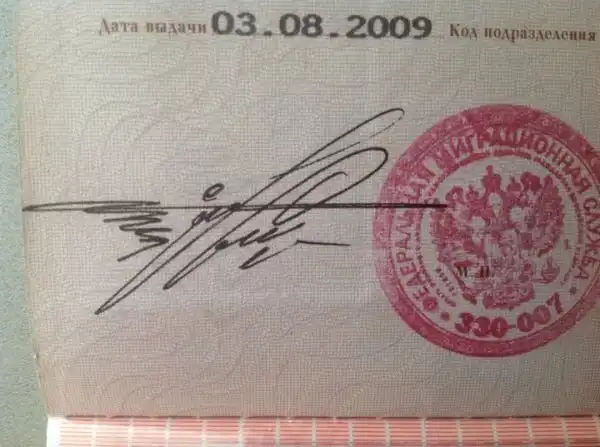 Дата выдачи 03.08.2009 Код подразделения
ФЕДЕРАЛЬНАЯ МИГРАЦИОННАЯ СЛУЖБА
М. П.
* 330-007 *